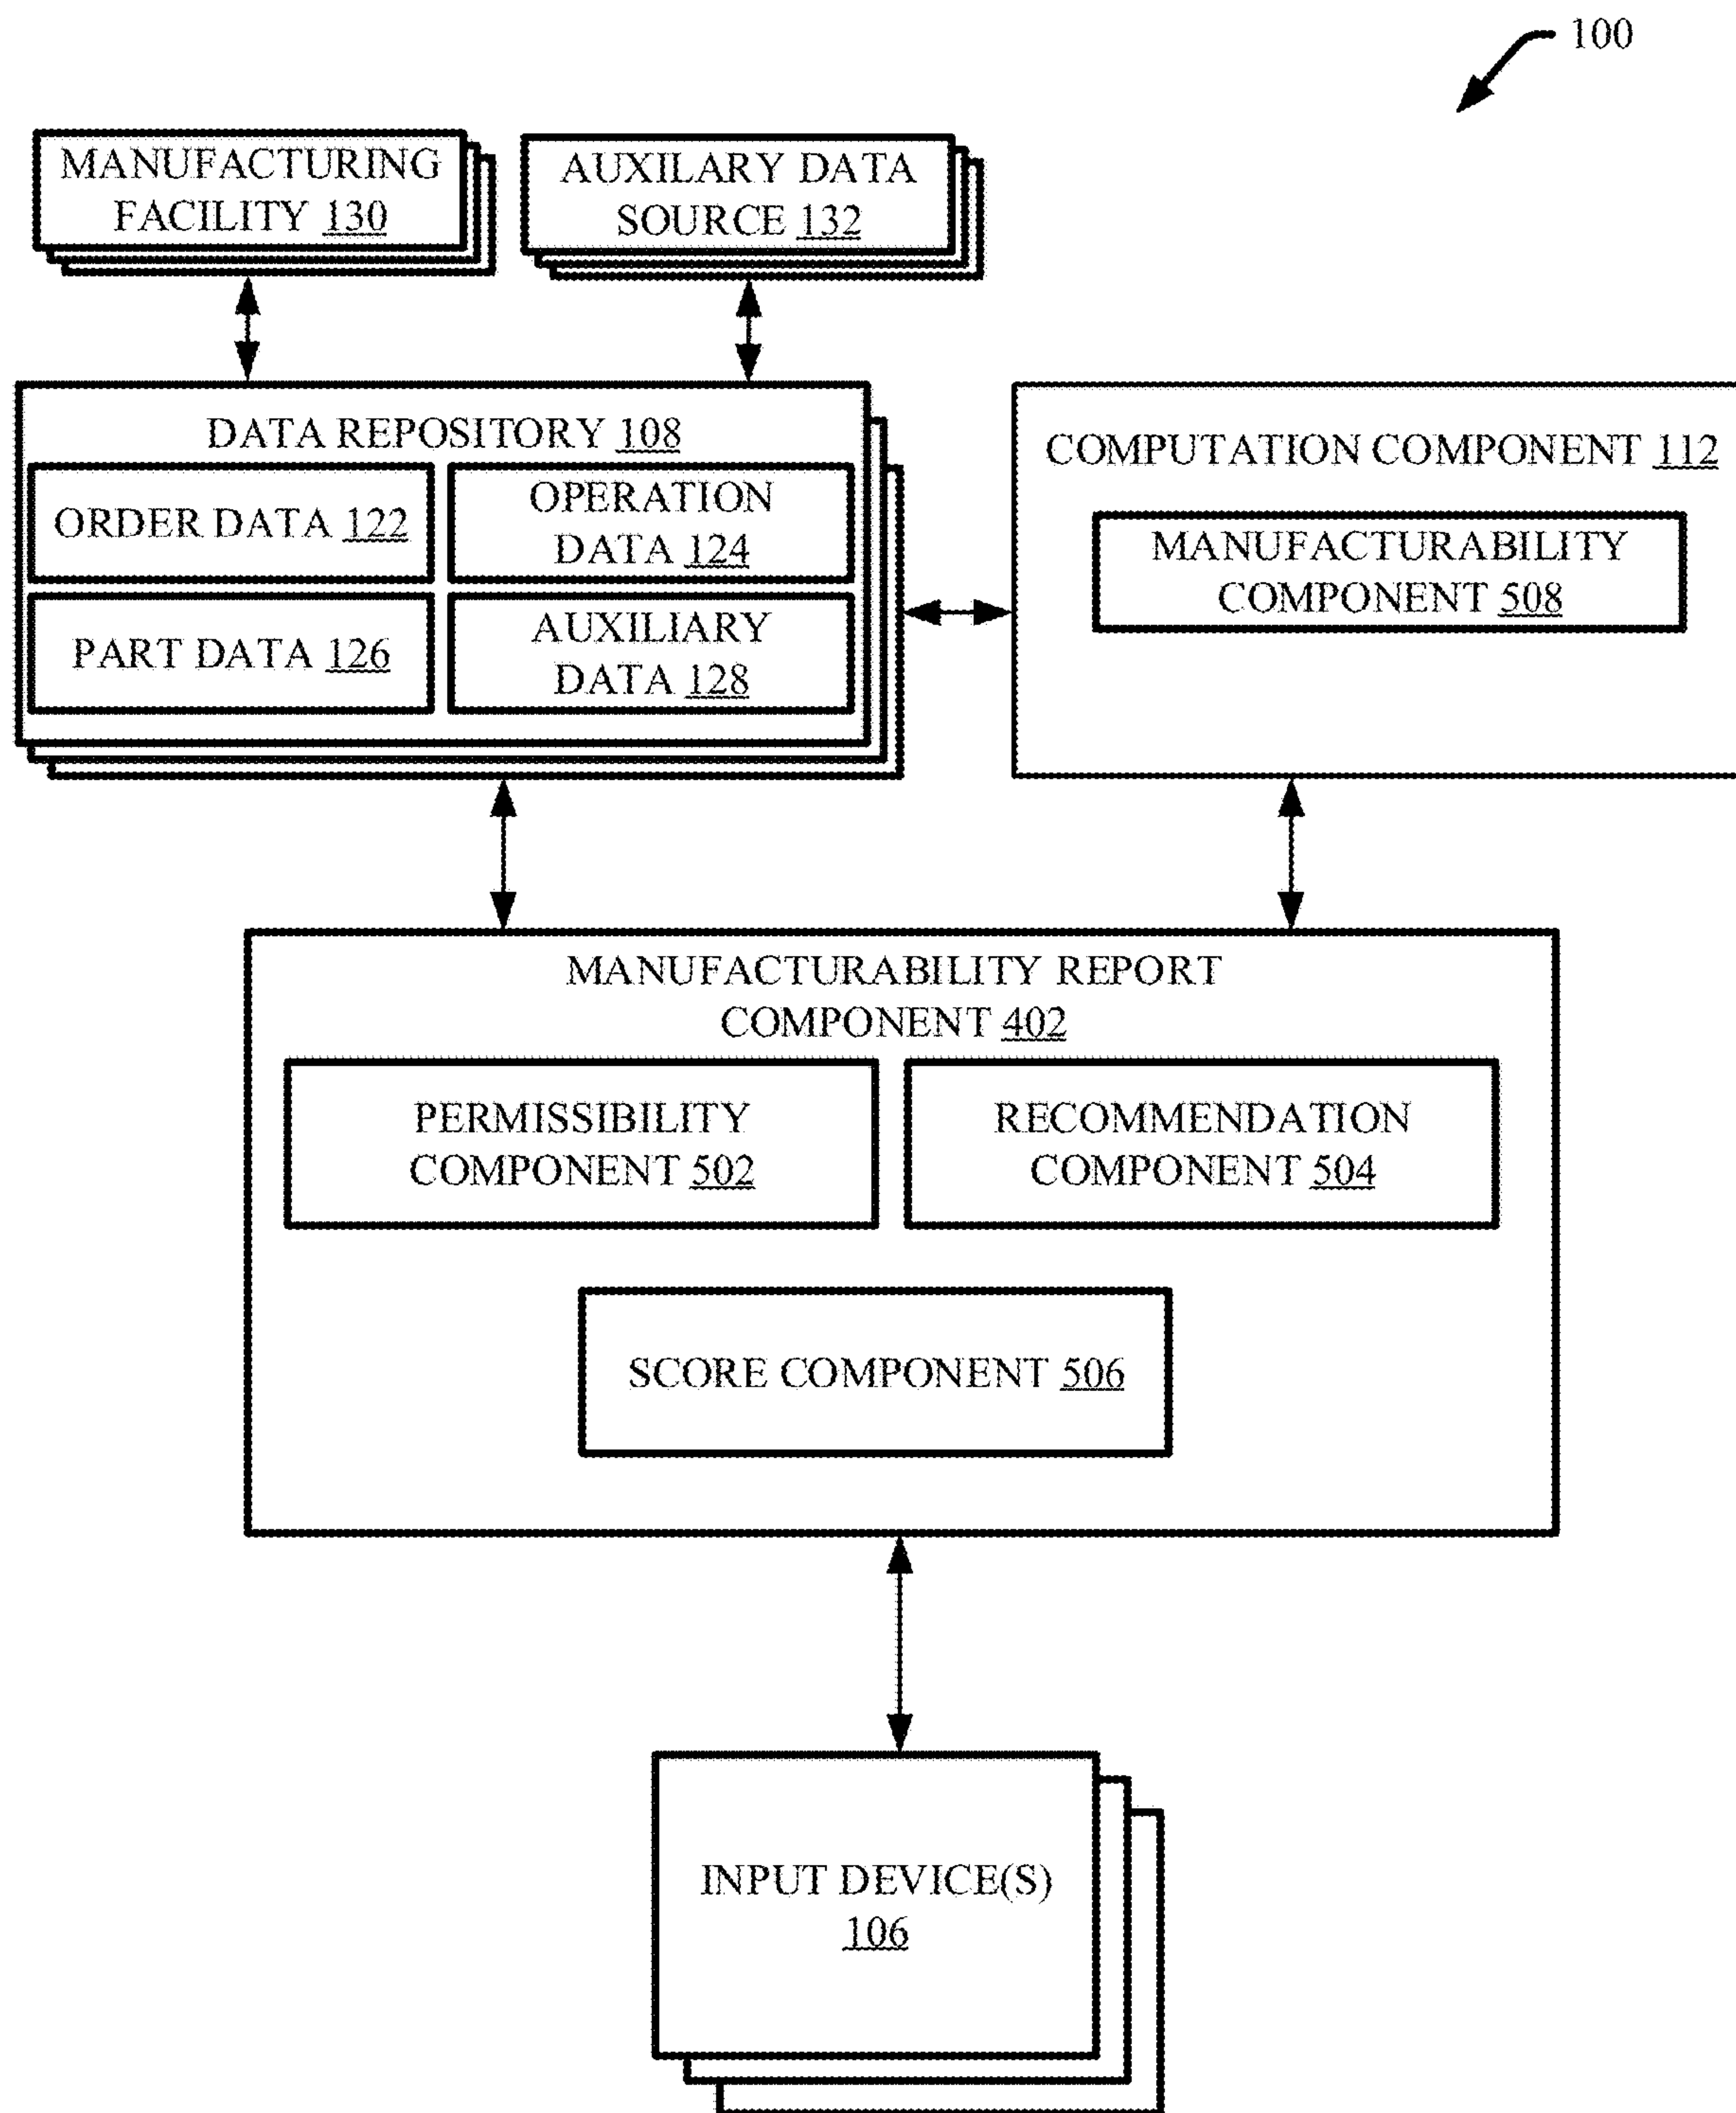 100
MANUFACTURING
FACILITY 130
AUXILARY DATA
SOURCE 132
DATA REPOSITORY 108
ORDER DATA 122
OPERATION
DATA 124
PART DATA 126
AUXILIARY
DATA 128
COMPUTATION COMPONENT 112
MANUFACTURABILITY
COMPONENT 508
MANUFACTURABILITY REPORT
COMPONENT 402
PERMISSIBILITY
COMPONENT 502
RECOMMENDATION
COMPONENT 504
SCORE COMPONENT 506
INPUT DEVICE(S)
106